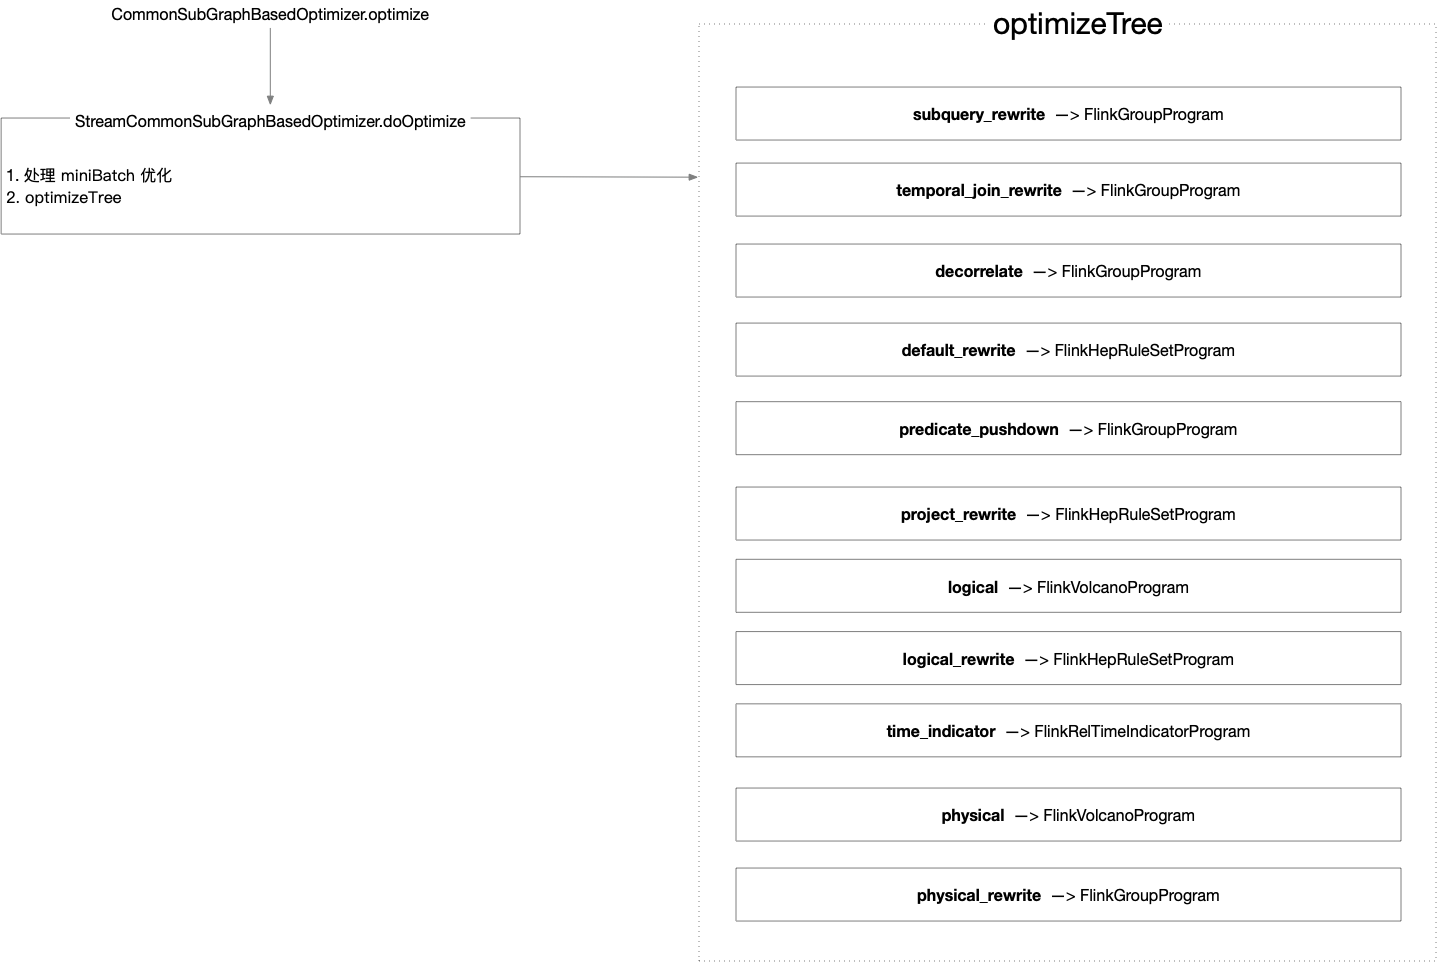 CommonSubGraphBasedOptimizer.optimize
StreamCommonSubGraphBasedOptimizer.doOptimize
1. 处理 miniBatch 优化
2. optimizeTree
optimizeTree
subquery_rewrite —> FlinkGroupProgram
temporal_join_rewrite —> FlinkGroupProgram
decorrelate —> FlinkGroupProgram
default_rewrite —> FlinkHepRuleSetProgram
predicate_pushdown —> FlinkGroupProgram
project_rewrite —> FlinkHepRuleSetProgram
logical —> FlinkVolcanoProgram
logical_rewrite —> FlinkHepRuleSetProgram
time_indicator —> FlinkRelTimeIndicatorProgram
physical —> FlinkVolcanoProgram
physical_rewrite —> FlinkGroupProgram